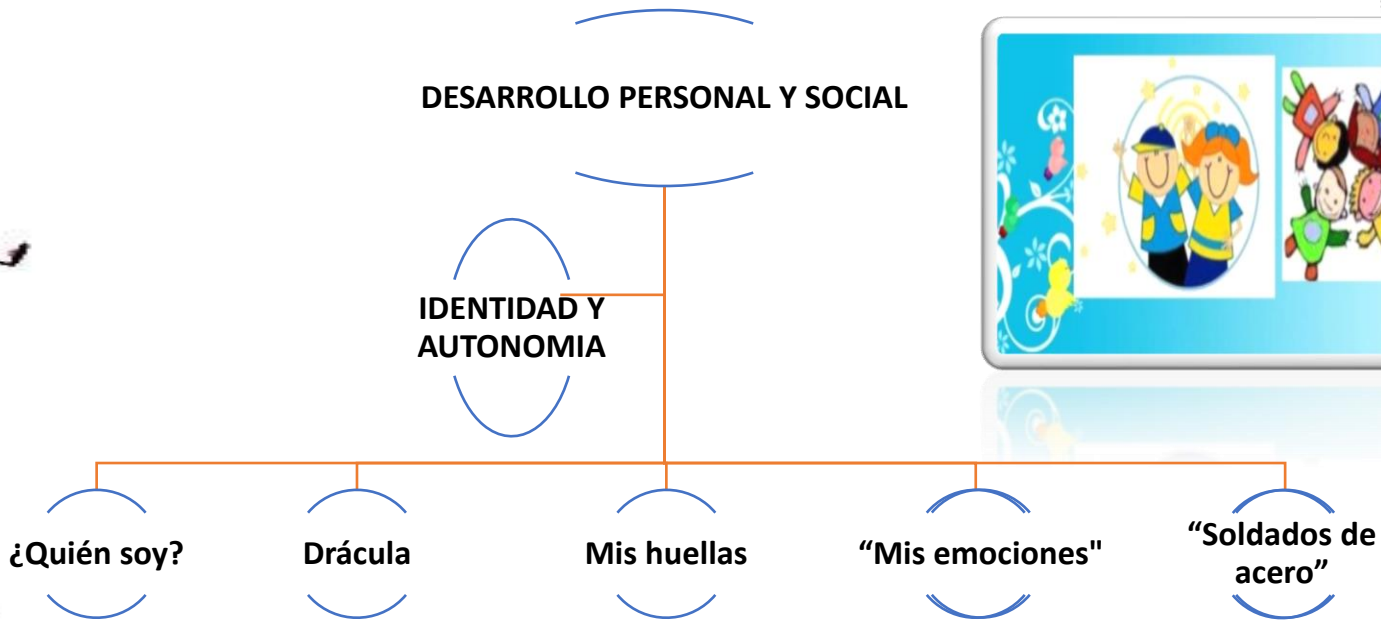 DESARROLLO PERSONAL Y SOCIAL
IDENTIDAD Y
AUTONOMIA
¿Quién soy?
Drácula
Mis huellas
“Mis emociones"
“Soldados de
acero”